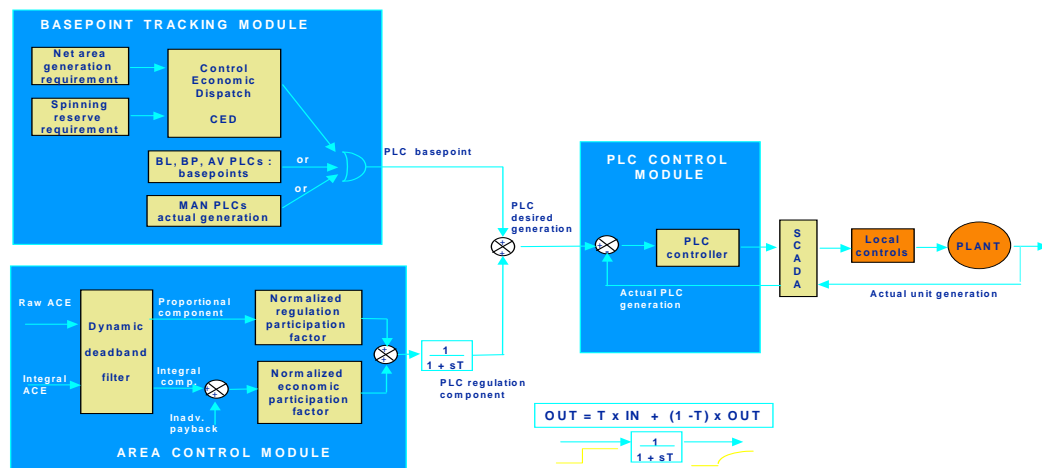 BASEPOINT TRACKING MODULE
Net area
generation
requirement
Spinning
reserve
requirement
Control
Economic
Dispatch
CED
BL, BP, AV PLCs :
basepoints
or
or
MAN PLCs
actual generation
PLC basepoint
PLC
desired
generation
PLC CONTROL
MODULE
PLC
controller
Actual PLC
generation
SCADA
Local
controls
PLANT
Actual unit generation
Raw ACE
Integral
ACE
Dynamic
deadband
filter
Proportional
component
Integral
comp.
Inadv.
payback
Normalized
regulation
participation
factor
Normalized
economic
participation
factor
AREA CONTROL MODULE
1
1 + sT
PLC regulation
component
OUT = T x IN + (1 -T) x OUT
1
1 + sT